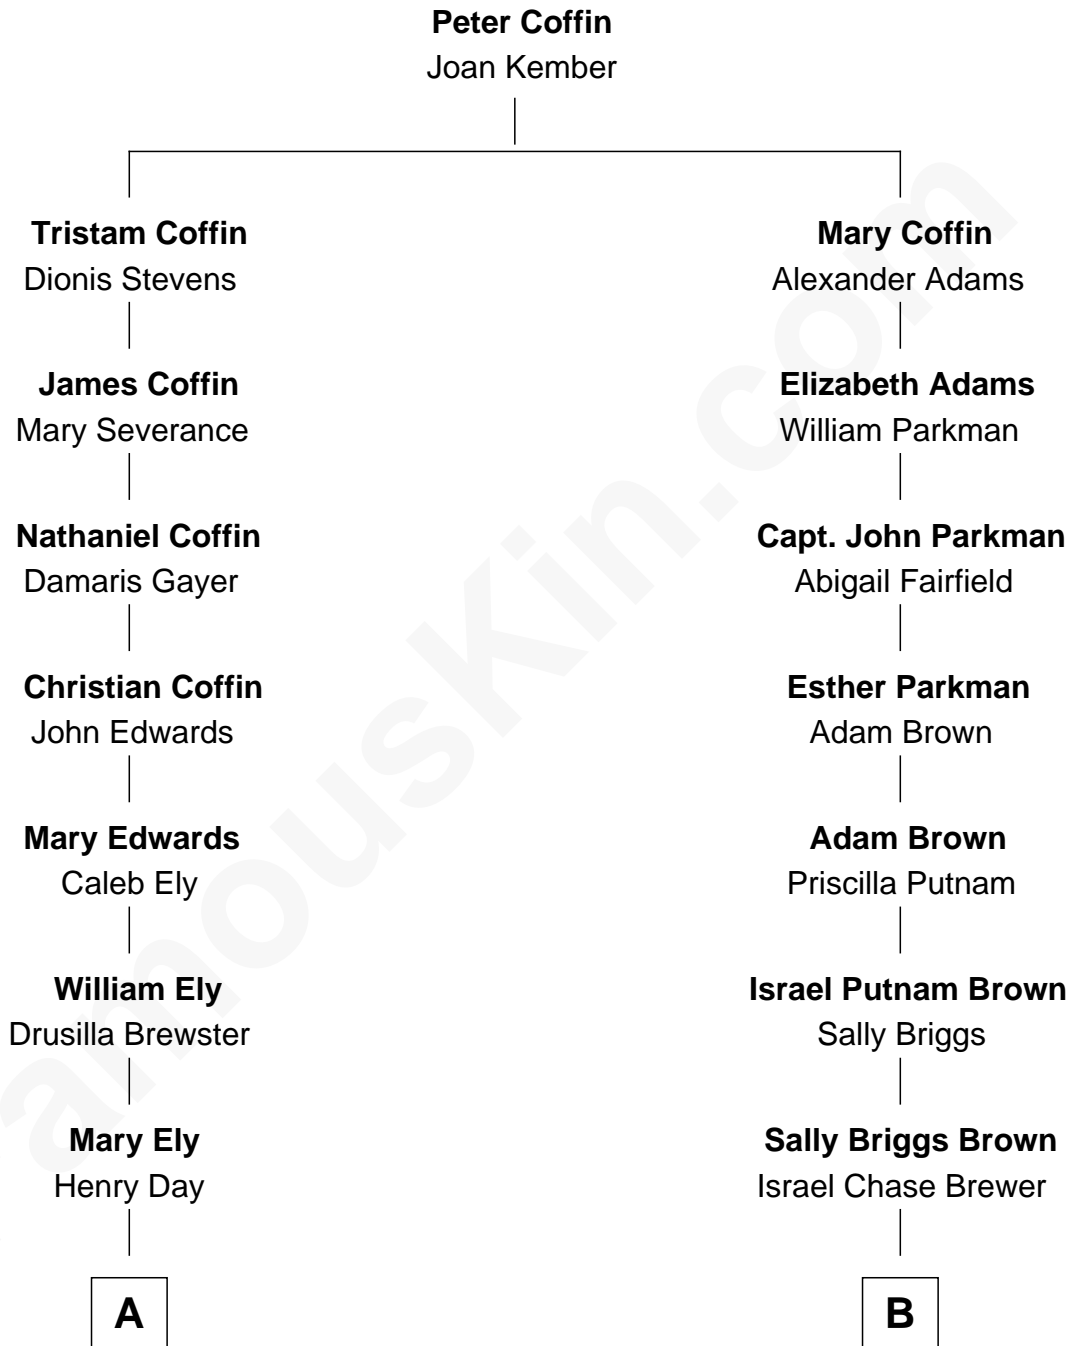 Peter Coffin
Joan Kember
Tristam Coffin
Dionis Stevens
Mary Coffin
Alexander Adams
James Coffin
Mary Severance
Elizabeth Adams
William Parkman
Nathaniel Coffin
Damaris Gayer
Capt. John Parkman
Abigail Fairfield
Christian Coffin
John Edwards
Esther Parkman
Adam Brown
Mary Edwards
Caleb Ely
Adam Brown
Priscilla Putnam
William Ely
Drusilla Brewster
Israel Putnam Brown
Sally Briggs
Mary Ely
Henry Day
Sally Briggs Brown
Israel Chase Brewer
A
B
amouskin.com